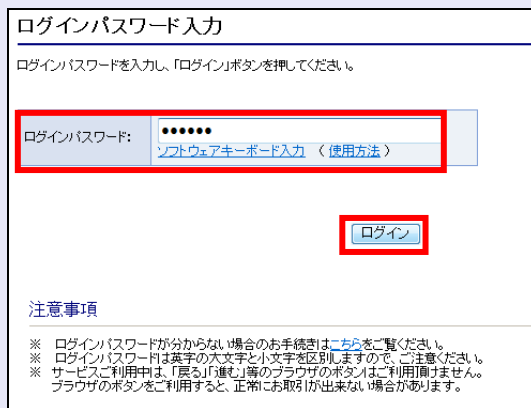 ログインパスワード入力
ログインパスワードを入力し、「ログイン」ボタンを押してください。
ログインパスワード: ●●●●●●
ソフトウェアキーボード入力 （ 使用方法 ）
ログイン
注意事項
※ ログインパスワードが分からない場合のお手続きはこちらをご覧ください。
※ ログインパスワードは英字の大文字と小文字を区別しますので、ご注意ください。
※ サービスご利用中は、「戻る」「進む」等のブラウザのボタンはご利用頂けません。
ブラウザのボタンをご利用すると、正常にお取引が出来ない場合があります。